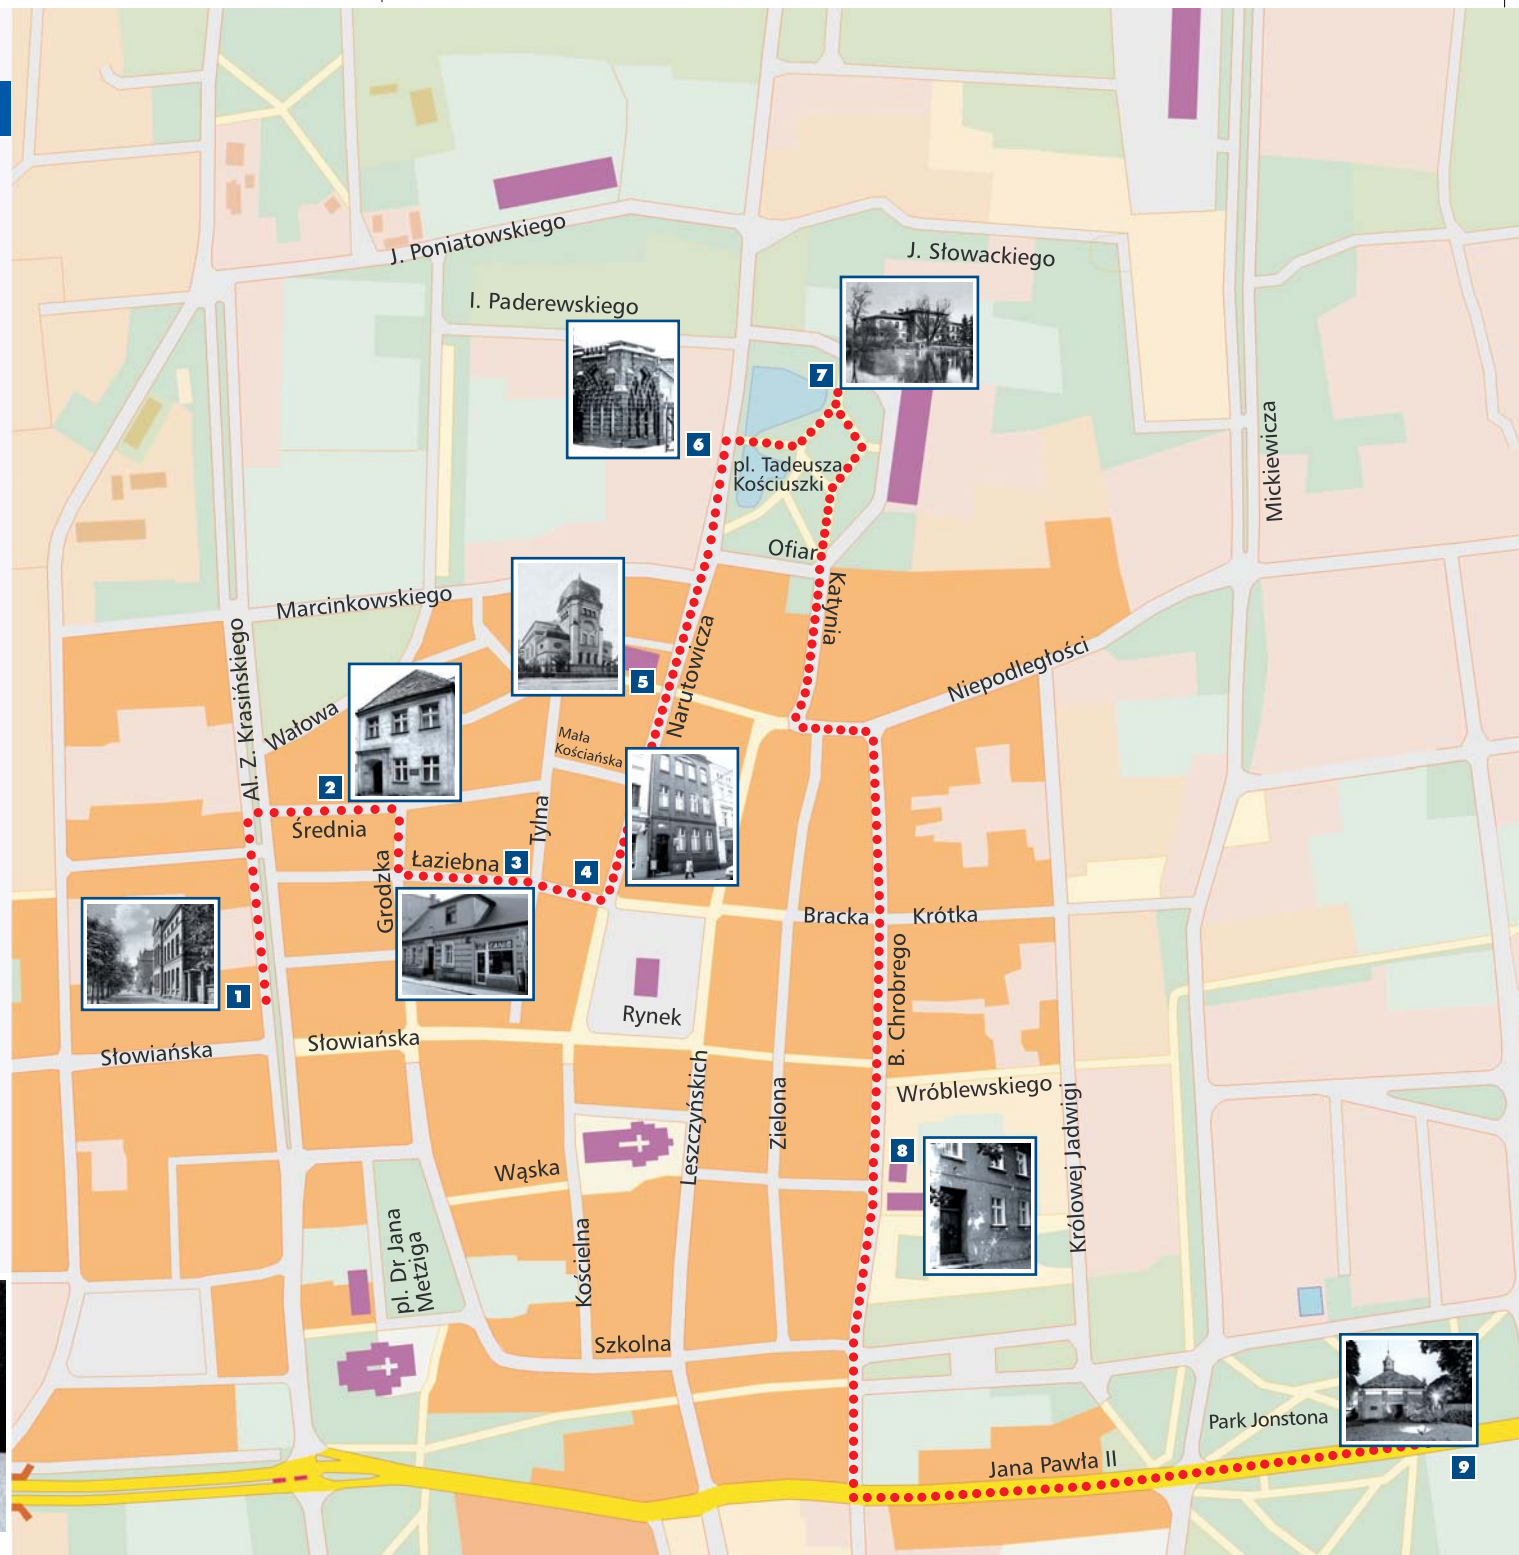 J. Poniatowskiego
J. Słowackiego
I. Paderewskiego
7
6
pl. Tadeusza
Kościuszki
Mickiewicza
Ofiar
Katynia
Marcinkowskiego
Al. Z. Krasińskiego
Narutowicza
5
Niepodległości
Wałowa
Mała
Kościańska
2
Średnia
Tylna
Łaziebna
3
4
Grodzka
Bracka
Krótka
1
B. Chrobrego
Rynek
Słowiańska
Słowiańska
Leszczyńskich
Zielona
Wróblewskiego
Królowej Jadwigi
8
Wąska
Kościelna
pl. Dr Jana
Metziga
Szkolna
Park Jonstona
Jana Pawła II
9